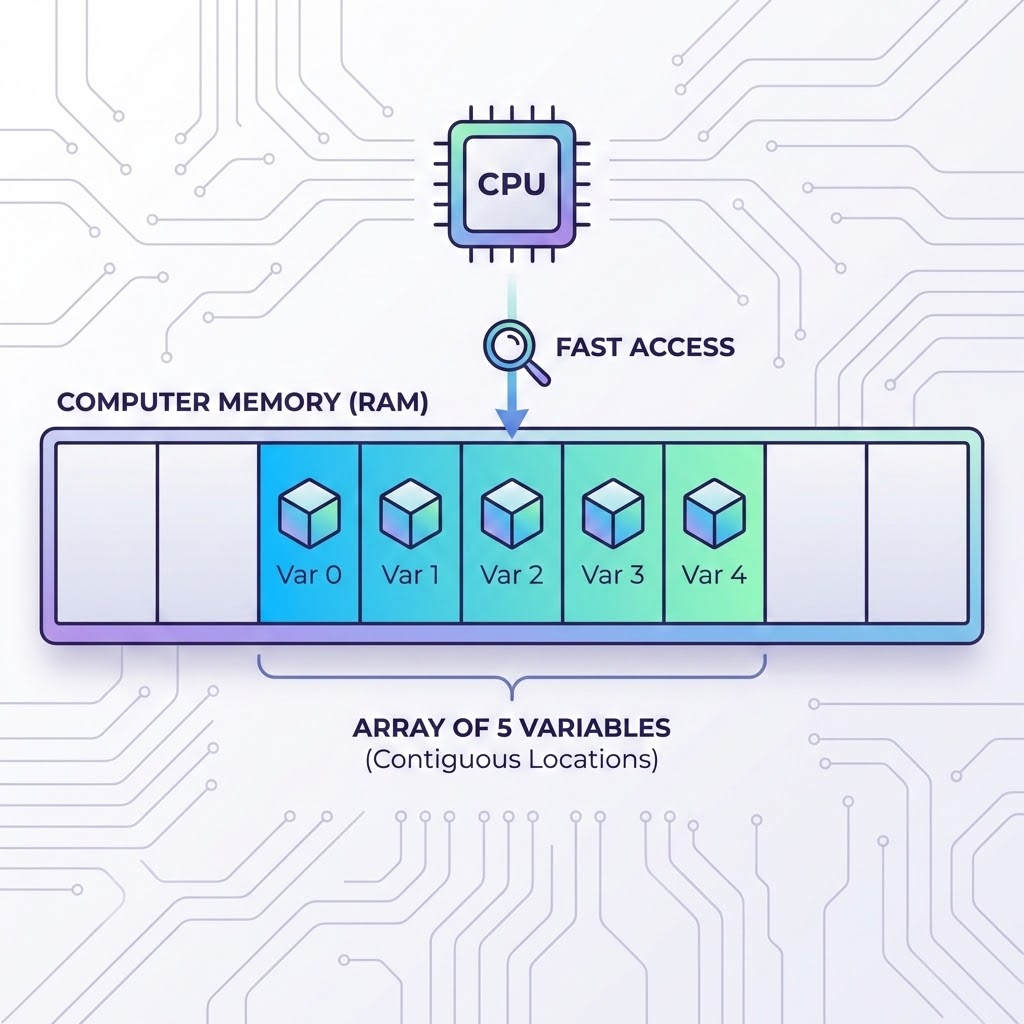 CPU
FAST ACCESS
COMPUTER MEMORY (RAM)
Var 0
Var 1
Var 2
Var 3
Var 4
ARRAY OF 5 VARIABLES
(Contiguous Locations)